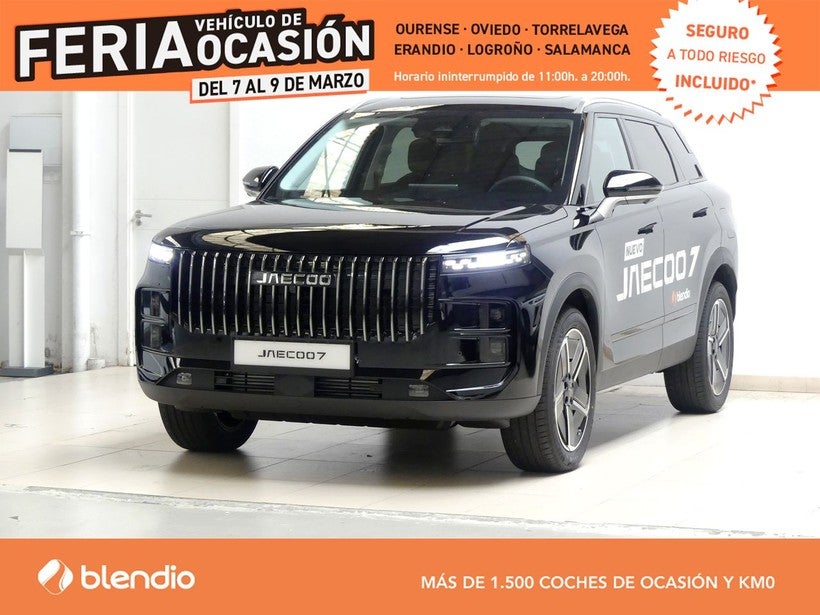 FERIA VEHÍCULO DE
OCASIÓN
DEL 7 AL 9 DE MARZO
OURENSE · OVIEDO · TORRELAVEGA
ERANDIO · LOGROÑO · SALAMANCA
Horario ininterrumpido de 11:00h. a 20:00h.
SEGURO
A TODO RIESGO
INCLUIDO*
JAECOO
JAECOO7
NUEVO
JAECOO7
blendio
blendio
MÁS DE 1.500 COCHES DE OCASIÓN Y KM0